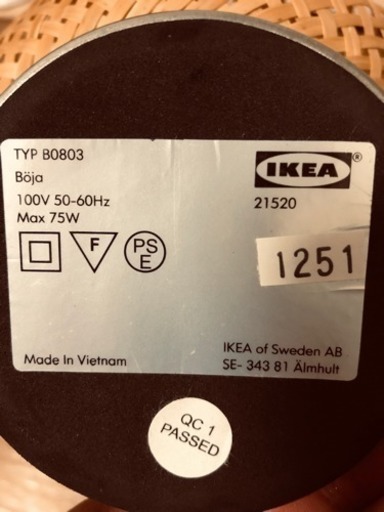 TYP B0803
Böja
100V 50-60Hz
Max 75W
F
PS
E
IKEA®
21520
1251
Made In Vietnam
IKEA of Sweden AB
SE- 343 81 Älmhult
QC 1
PASSED